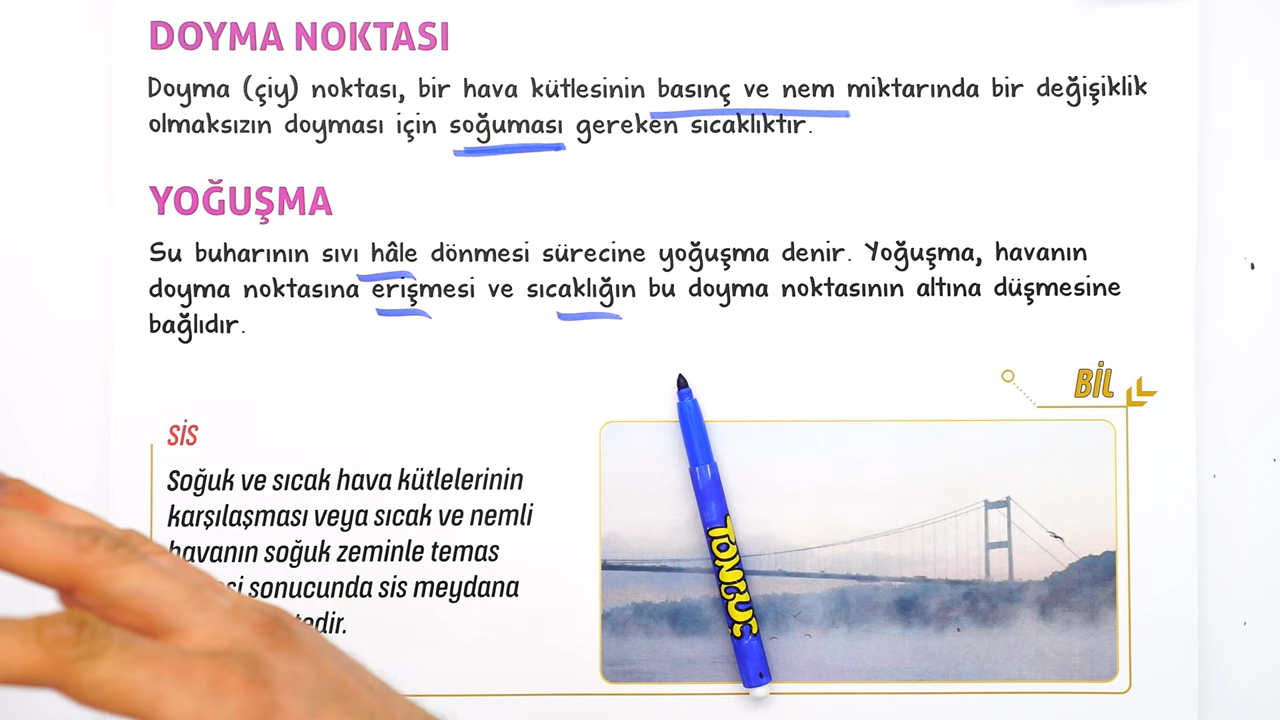 DOYMA NOKTASI
Doyma (çiy) noktası, bir hava kütlesinin basınç ve nem miktarında bir değişiklik
olmaksızın doyması için soğuması gereken sıcaklıktır.
YOĞUŞMA
Su buharının sıvı hâle dönmesi sürecine yoğuşma denir. Yoğuşma, havanın
doyma noktasına erişmesi ve sıcaklığın bu doyma noktasının altına düşmesine
bağlıdır.
BİL
SİS
Soğuk ve sıcak hava kütlelerinin
karşılaşması veya sıcak ve nemli
havanın soğuk zeminle temas
sonucunda sis meydana
TONGUÇ